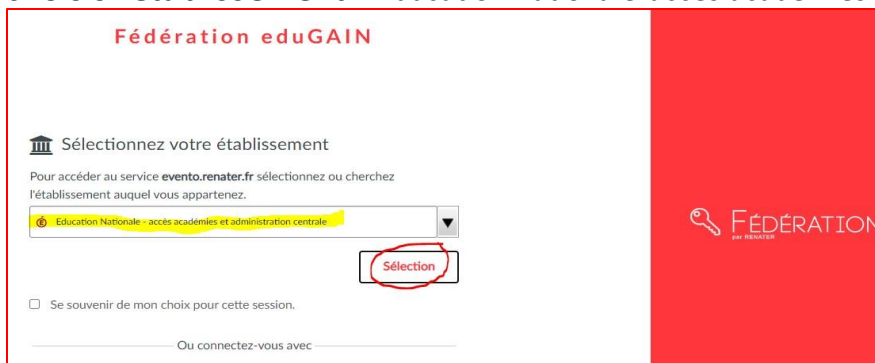 Fédération eduGAIN
Sélectionnez votre établissement
Pour accéder au service evento.renater.fr sélectionnez ou cherchez
l'établissement auquel vous appartenez.
Education Nationale - accès académies et administration centrale
Sélection
Se souvenir de mon choix pour cette session.
Ou connectez-vous avec
FÉDÉRATION
par RENATER